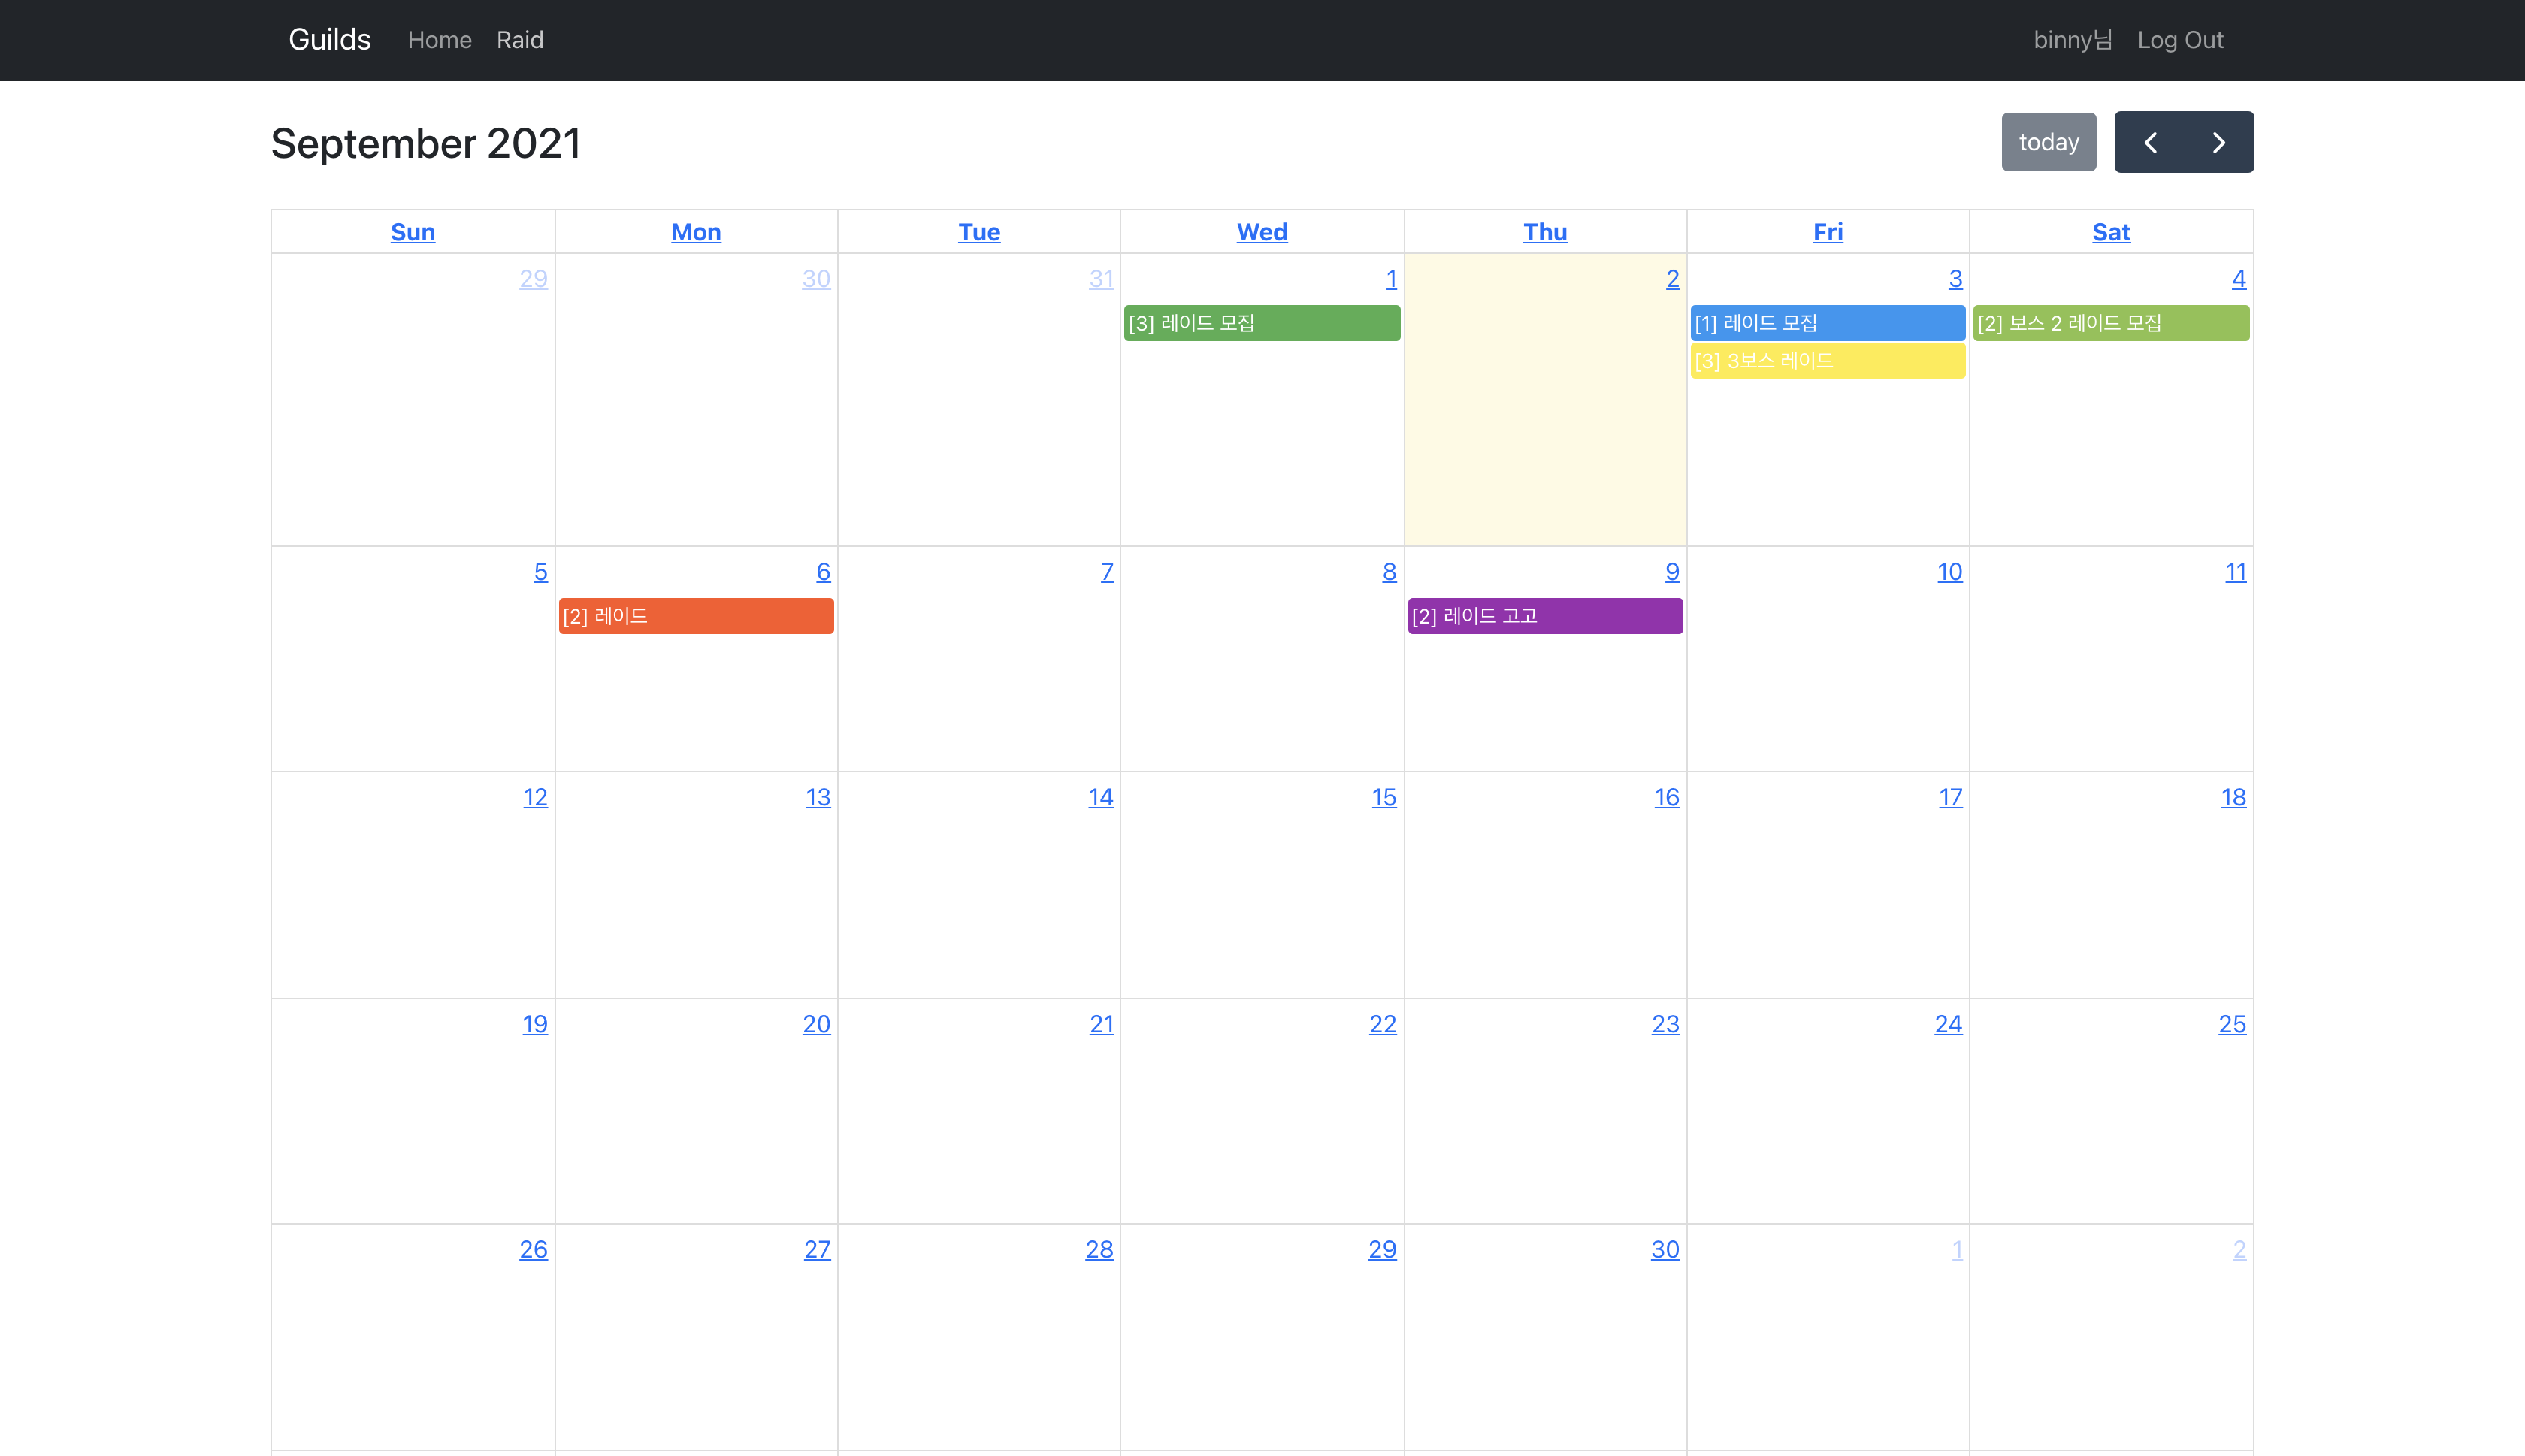 Guilds Home Raid binny님 Log Out
September 2021 today
Sun Mon Tue Wed Thu Fri Sat
29 30 31 1 2 3 4
[3] 레이드 모집 [1] 레이드 모집 [2] 보스 2 레이드 모집
[3] 3보스 레이드
5 6 7 8 9 10 11
[2] 레이드 [2] 레이드 고고
12 13 14 15 16 17 18
19 20 21 22 23 24 25
26 27 28 29 30 1 2